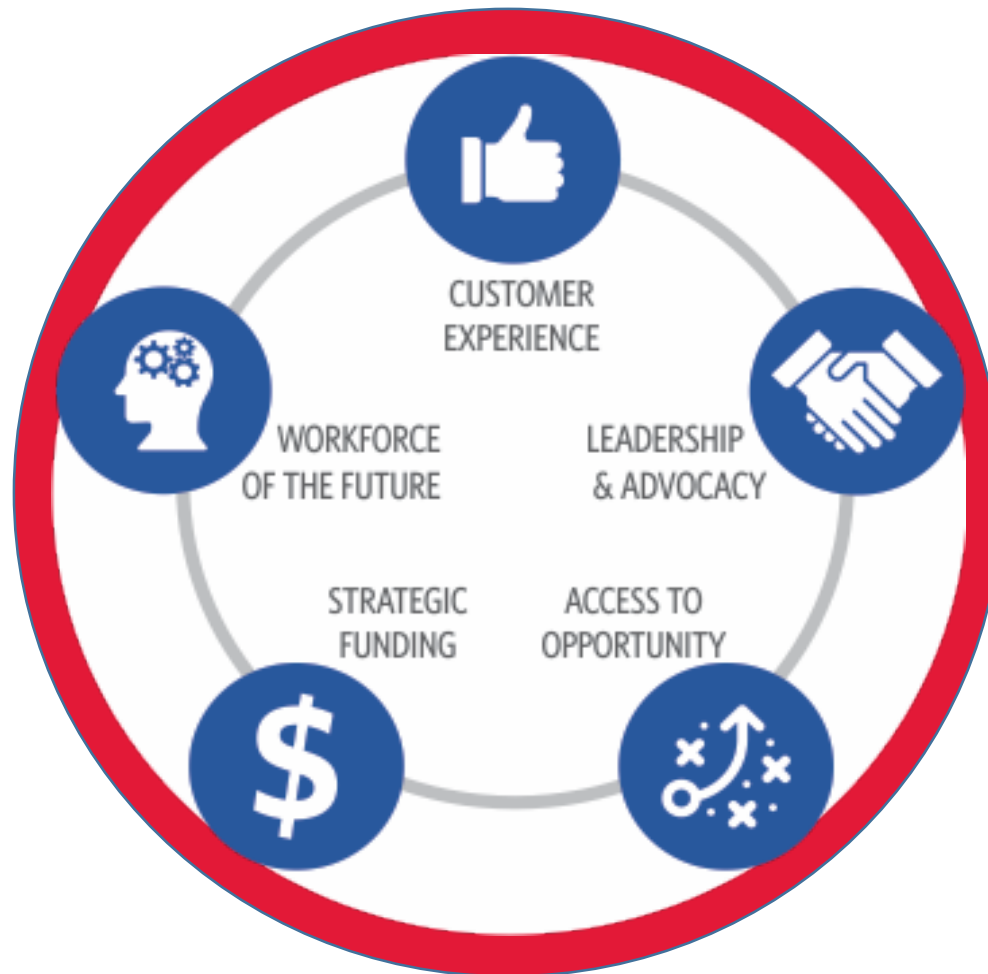 CUSTOMER
EXPERIENCE
WORKFORCE
OF THE FUTURE
LEADERSHIP
& ADVOCACY
STRATEGIC
FUNDING
ACCESS TO
OPPORTUNITY
$